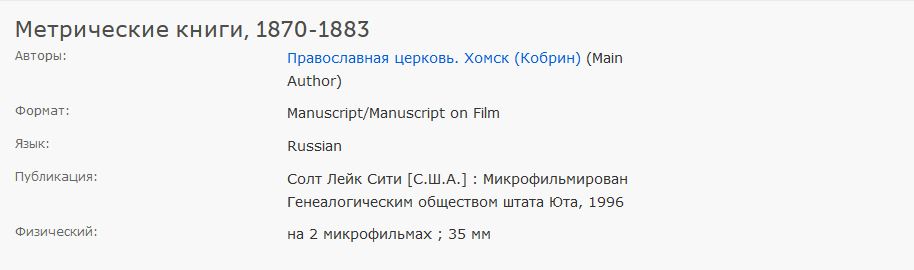 Метрические книги, 1870-1883
Авторы: Православная церковь. Хомск (Кобрин) (Main
Author)
Формат: Manuscript/Manuscript on Film
Язык: Russian
Публикация: Солт Лейк Сити [С.Ш.А.] : Микрофильмирован
Генеалогическим обществом штата Юта, 1996
Физический: на 2 микрофильмах ; 35 мм